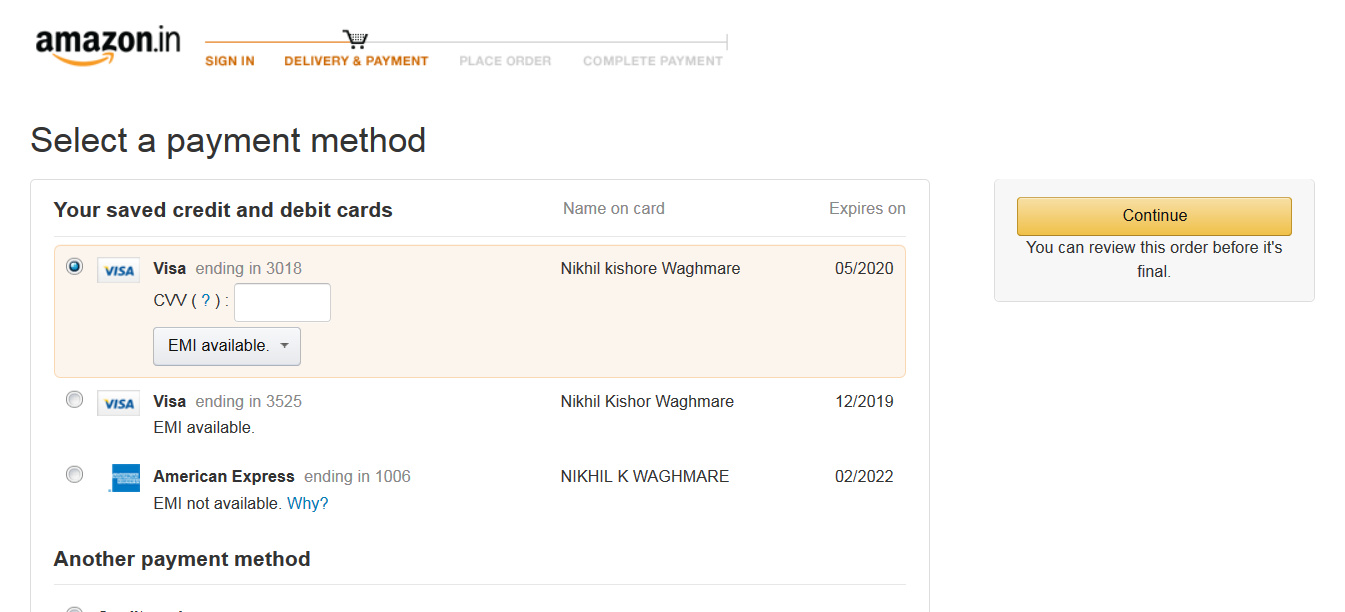 amazon.in
SIGN IN DELIVERY & PAYMENT PLACE ORDER COMPLETE PAYMENT
Select a payment method
Your saved credit and debit cards Name on card Expires on
Continue
You can review this order before it's
final.
VISA Visa ending in 3018 Nikhil kishore Waghmare 05/2020
CVV ( ? ) :
EMI available.
VISA Visa ending in 3525 Nikhil Kishor Waghmare 12/2019
EMI available.
American Express ending in 1006 NIKHIL K WAGHMARE 02/2022
EMI not available. Why?
Another payment method